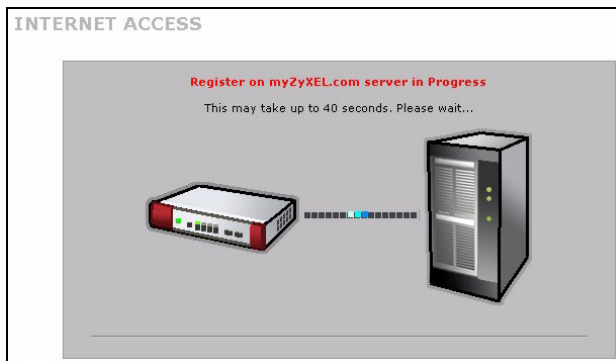 INTERNET ACCESS
Register on myZyXEL.com server in Progress
This may take up to 40 seconds. Please wait...